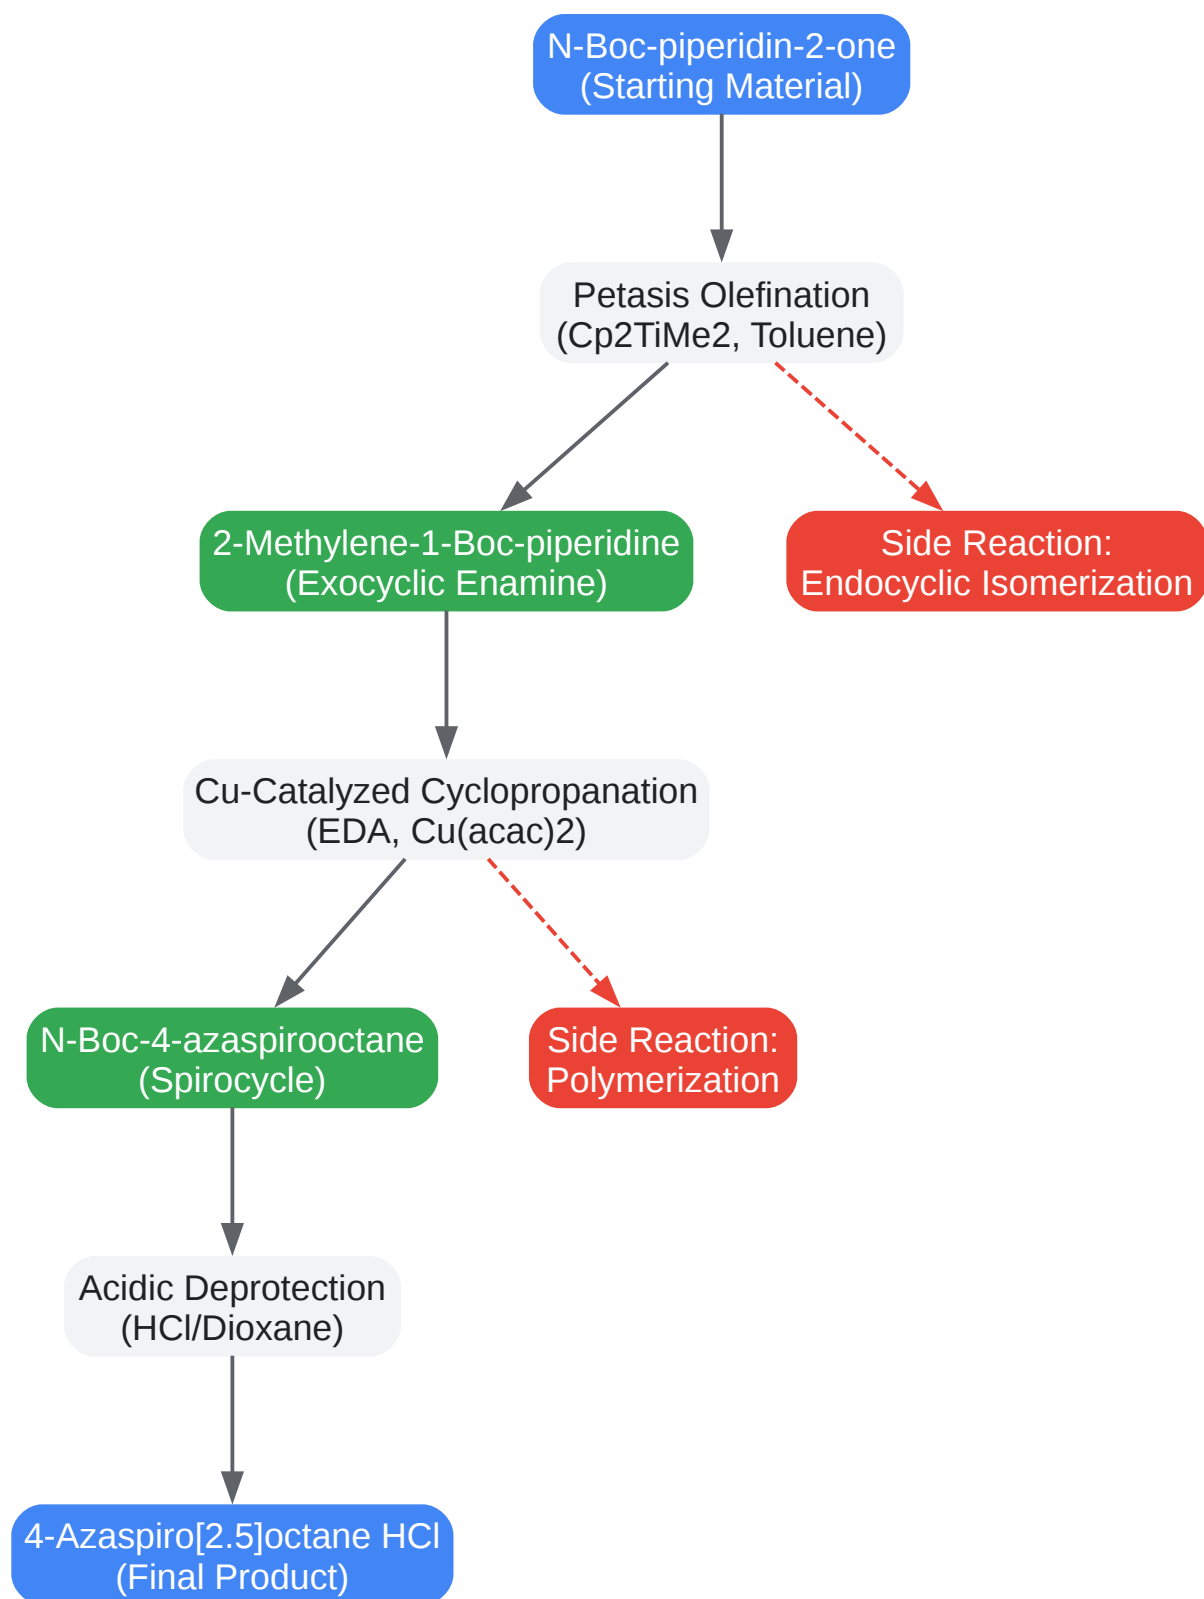 N-Boc-piperidin-2-one
(Starting Material)
Petasis Olefination
(Cp2TiMe2, Toluene)
2-Methylene-1-Boc-piperidine
(Exocyclic Enamine)
Side Reaction:
Endocyclic Isomerization
Cu-Catalyzed Cyclopropanation
(EDA, Cu(acac)2)
N-Boc-4-azaspirooctane
(Spirocycle)
Side Reaction:
Polymerization
Acidic Deprotection
(HCl/Dioxane)
4-Azaspiro[2.5]octane HCl
(Final Product)